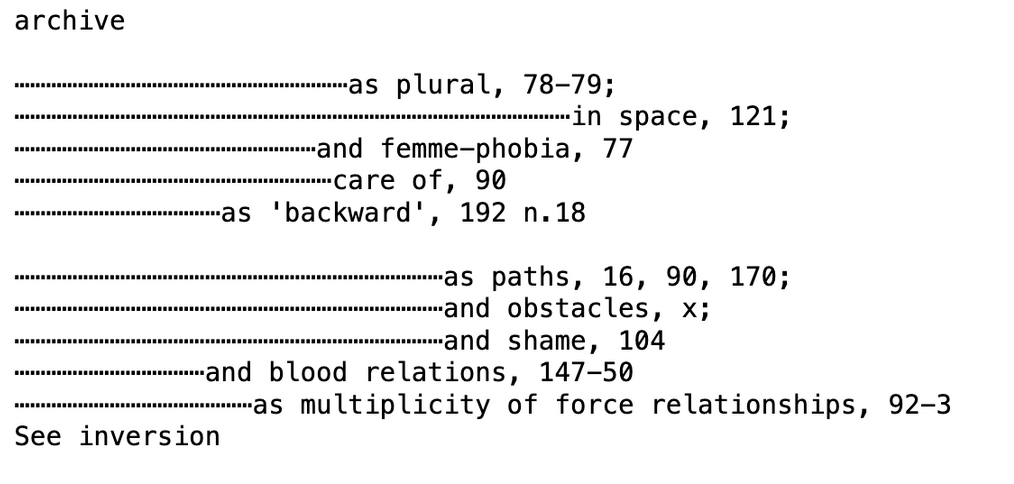 archive
┈┈┈┈┈┈┈┈┈┈┈┈┈┈┈┈┈┈┈┈┈as plural, 78–79;
┈┈┈┈┈┈┈┈┈┈┈┈┈┈┈┈┈┈┈┈┈┈┈┈┈┈┈┈┈┈┈┈┈┈┈in space, 121;
┈┈┈┈┈┈┈┈┈┈┈┈┈┈┈┈┈┈┈and femme-phobia, 77
┈┈┈┈┈┈┈┈┈┈┈┈┈┈┈┈┈┈┈┈care of, 90
┈┈┈┈┈┈┈┈┈┈┈┈┈as 'backward', 192 n.18
┈┈┈┈┈┈┈┈┈┈┈┈┈┈┈┈┈┈┈┈┈┈┈┈┈┈┈as paths, 16, 90, 170;
┈┈┈┈┈┈┈┈┈┈┈┈┈┈┈┈┈┈┈┈┈┈┈┈┈┈┈and obstacles, x;
┈┈┈┈┈┈┈┈┈┈┈┈┈┈┈┈┈┈┈┈┈┈┈┈┈┈┈and shame, 104
┈┈┈┈┈┈┈┈┈┈┈┈and blood relations, 147–50
┈┈┈┈┈┈┈┈┈┈┈┈┈┈┈as multiplicity of force relationships, 92-3
See inversion